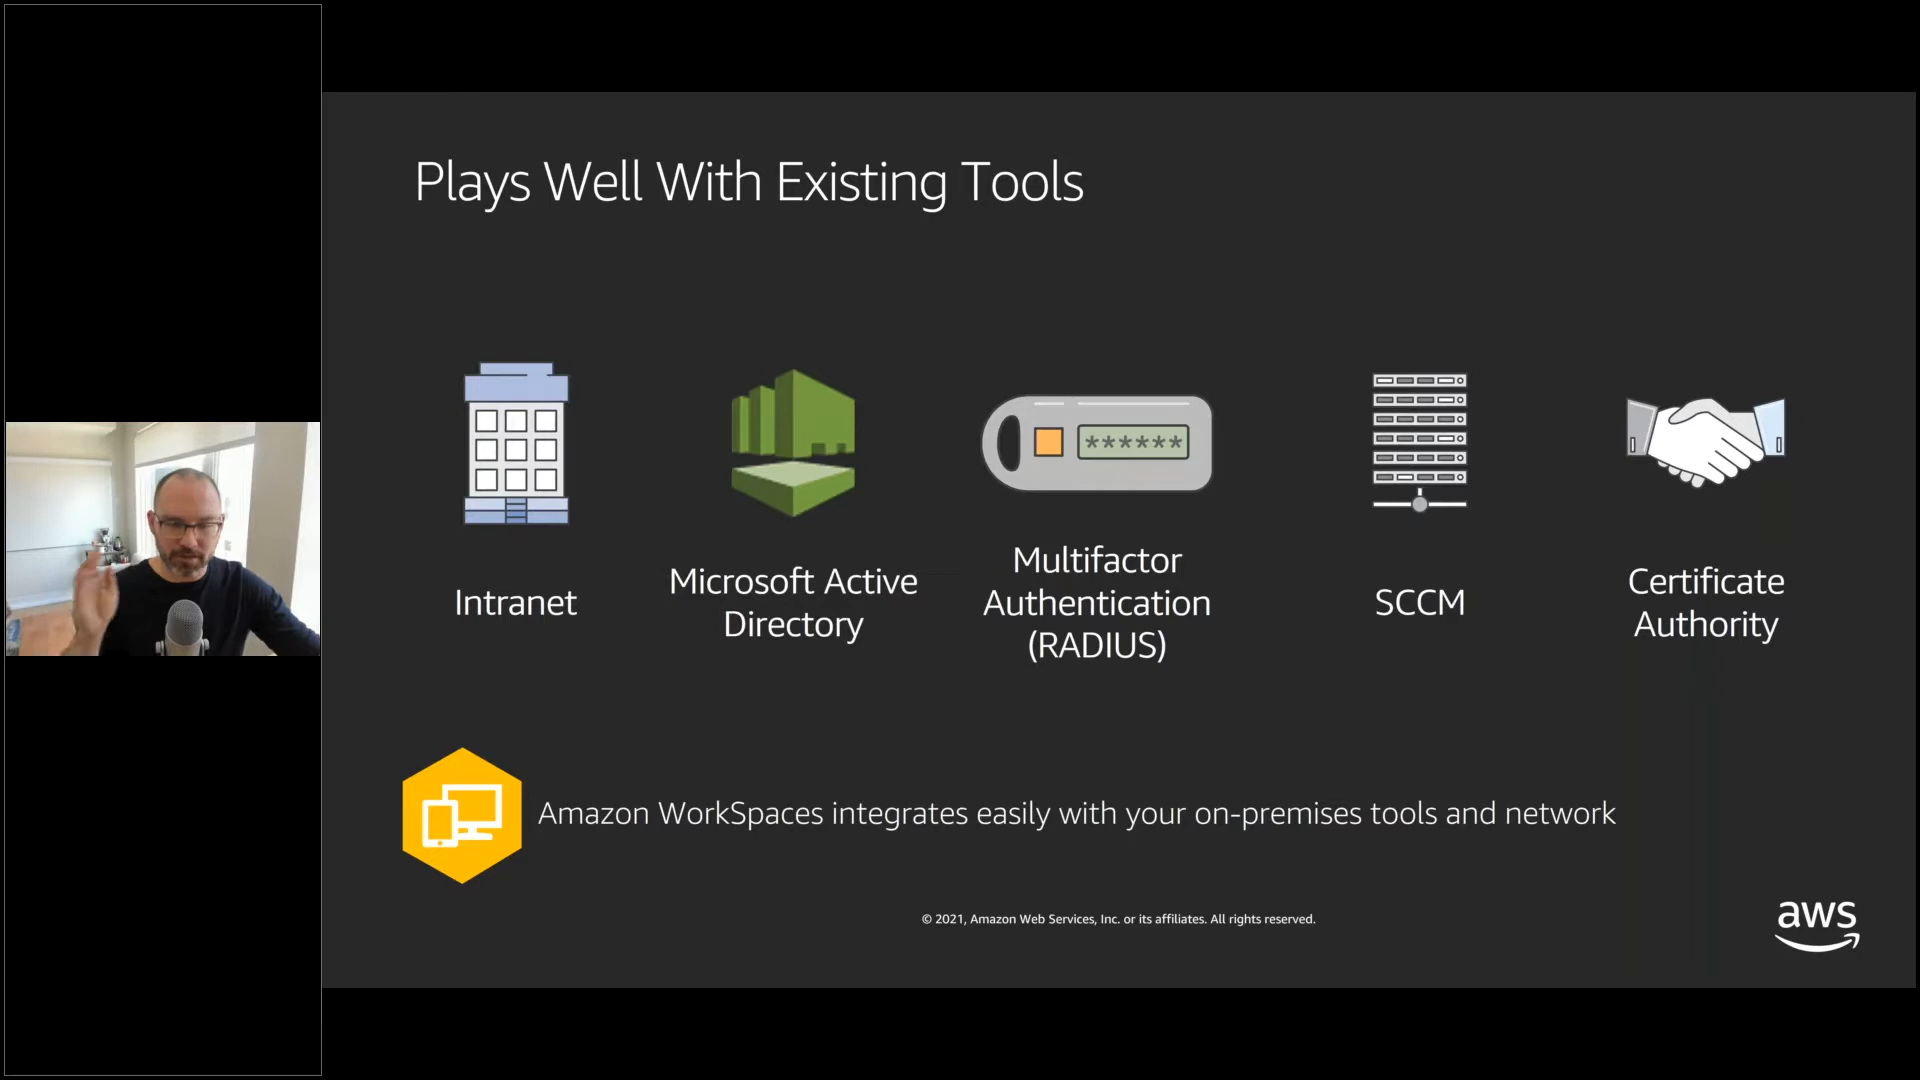 Plays Well With Existing Tools
******
Intranet
Microsoft Active
Directory
Multifactor
Authentication
(RADIUS)
SCCM
Certificate
Authority
Amazon WorkSpaces integrates easily with your on-premises tools and network
© 2021, Amazon Web Services, Inc. or its affiliates. All rights reserved.
aws